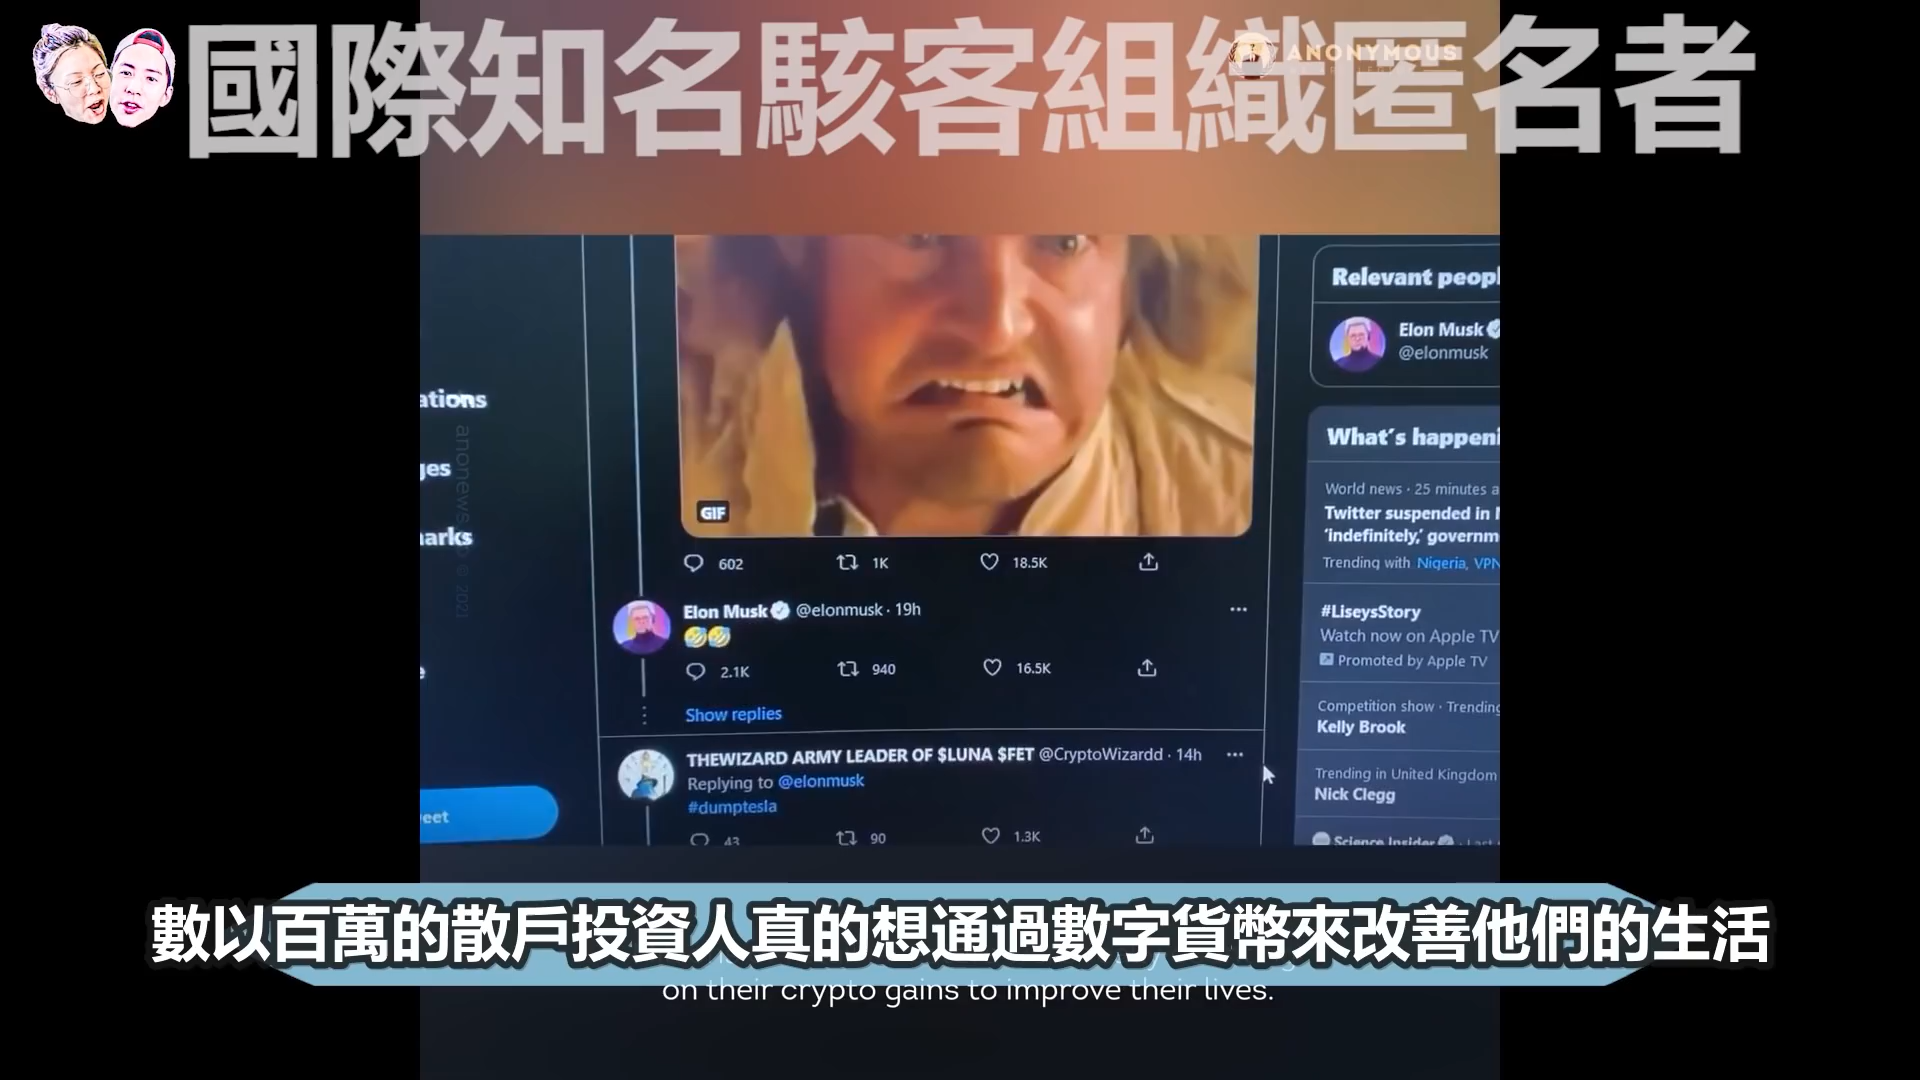 國際知名駭客組織匿名者
ANONYMOUS
Relevant peopl
Elon Musk
@elonmusk
ations
What's happeni
ges
World news · 25 minutes a
Twitter suspended in N
'indefinitely,' governm
Trending with Nigeria, VPN
arks
anonews.co © 2021
GIF
602
1K
18.5K
Elon Musk @elonmusk · 19h
🤣🤣
2.1K
940
16.5K
Show replies
#LiseysStory
Watch now on Apple TV
Promoted by Apple TV
Competition show · Trending
Kelly Brook
THEWIZARD ARMY LEADER OF $LUNA $FET @CryptoWizardd · 14h
Replying to @elonmusk
#dumptesla
43
90
1.3K
Trending in United Kingdom
Nick Clegg
Science Insider · Last
eet
數以百萬的散戶投資人真的想通過數字貨幣來改善他們的生活
on their crypto gains to improve their lives.